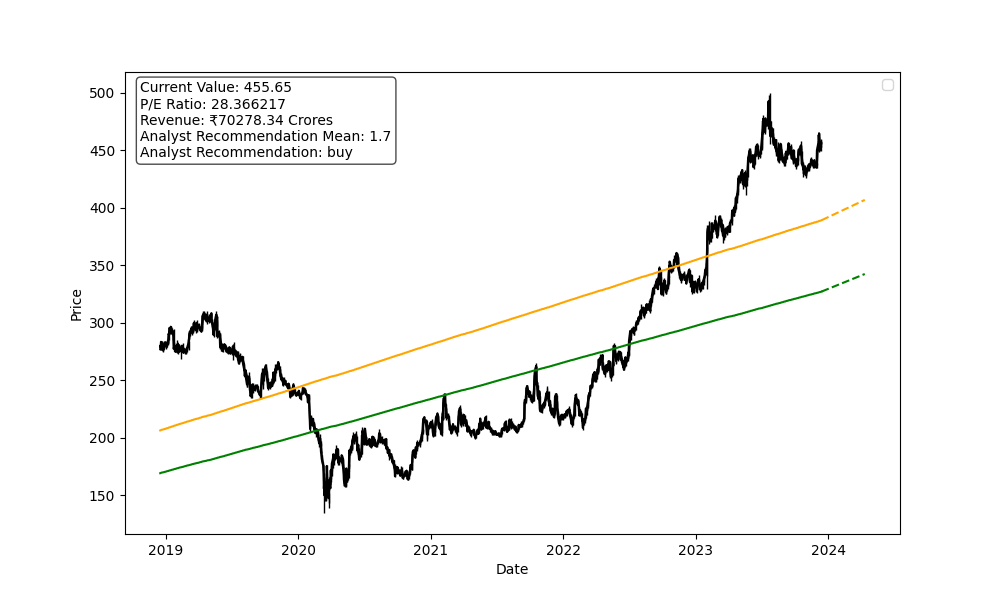 Current Value: 455.65
P/E Ratio: 28.366217
Revenue: ₹70278.34 Crores
Analyst Recommendation Mean: 1.7
Analyst Recommendation: buy
500
450
400
350
300
250
200
150
Price
2019 2020 2021 2022 2023 2024
Date